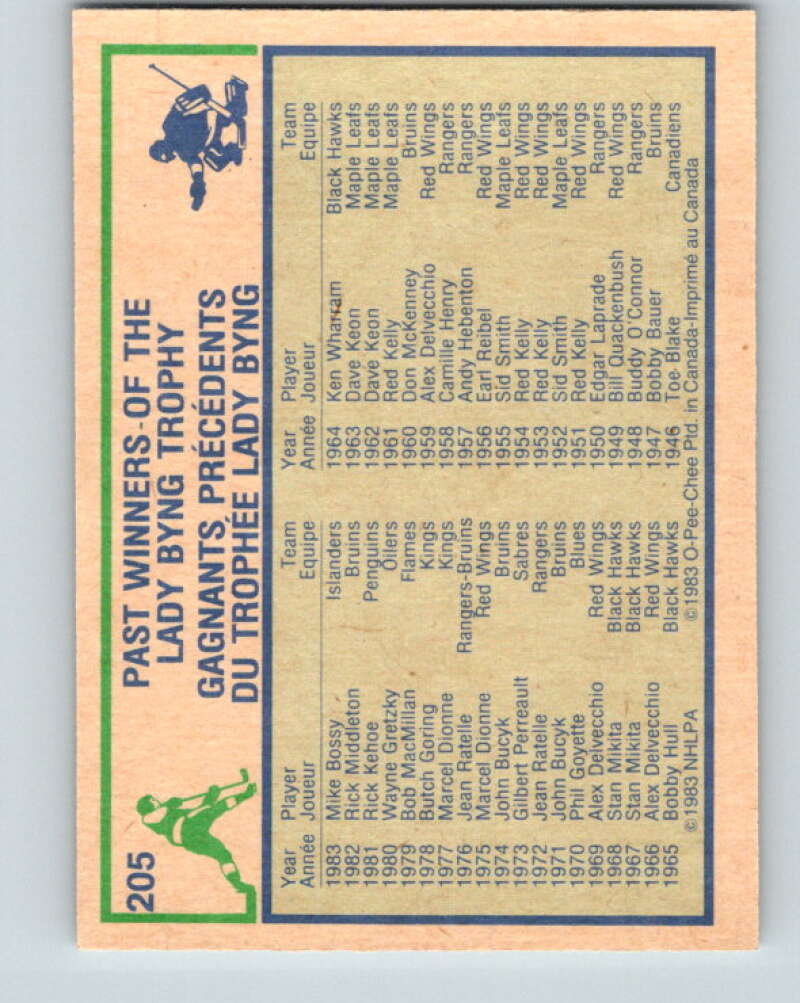 205
PAST WINNERS OF THE
LADY BYNG TROPHY
GAGNANTS PRÉCÉDENTS
DU TROPHÉE LADY BYNG
Year Player Team
Année Joueur Equipe
1983 Mike Bossy Islanders
1982 Rick Middleton Bruins
1981 Rick Kehoe Penguins
1980 Wayne Gretzky Oilers
1979 Bob MacMillan Flames
1978 Butch Goring Kings
1977 Marcel Dionne Kings
1976 Jean Ratelle Rangers-Bruins
1975 Marcel Dionne Red Wings
1974 John Bucyk Bruins
1973 Gilbert Perreault Sabres
1972 Jean Ratelle Rangers
1971 John Bucyk Bruins
1970 Phil Goyette Blues
1969 Alex Delvecchio Red Wings
1968 Stan Mikita Black Hawks
1967 Stan Mikita Black Hawks
1966 Alex Delvecchio Red Wings
1965 Bobby Hull Black Hawks
Year Player Team
Année Joueur Equipe
1964 Ken Wharram Black Hawks
1963 Dave Keon Maple Leafs
1962 Dave Keon Maple Leafs
1961 Red Kelly Maple Leafs
1960 Don McKenney Bruins
1959 Alex Delvecchio Red Wings
1958 Camille Henry Rangers
1957 Andy Hebenton Rangers
1956 Earl Reibel Red Wings
1955 Sid Smith Maple Leafs
1954 Red Kelly Red Wings
1953 Red Kelly Red Wings
1952 Sid Smith Maple Leafs
1951 Red Kelly Red Wings
1950 Edgar Laprade Rangers
1949 Bill Quackenbush Red Wings
1948 Buddy O'Connor Rangers
1947 Bobby Bauer Bruins
1946 Toe Blake Canadiens
©1983 NHLPA ©1983 O-Pee-Chee Ptd. in Canada-Imprimé au Canada